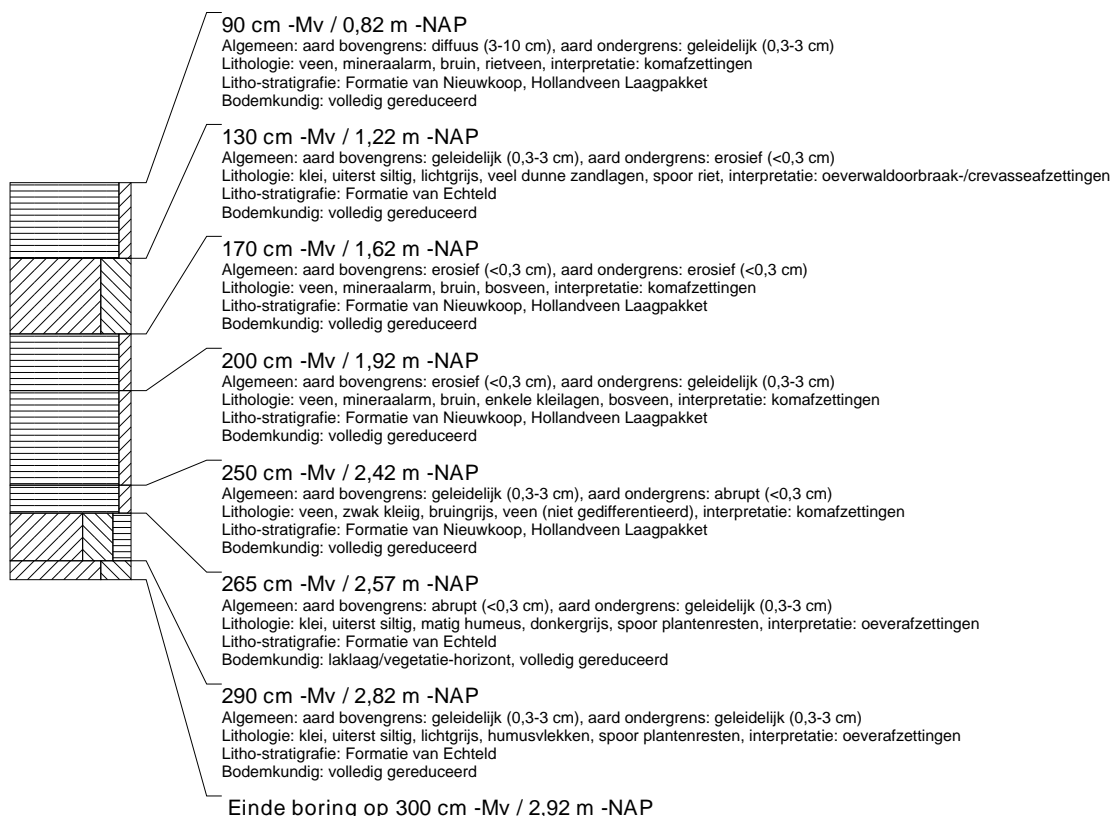 90 cm -Mv / 0,82 m -NAP
Algemeen: aard bovengrens: diffuus (3-10 cm), aard ondergrens: geleidelijk (0,3-3 cm)
Lithologie: veen, mineraalarm, bruin, rietveen, interpretatie: komafzettingen
Litho-stratigrafie: Formatie van Nieuwkoop, Hollandveen Laagpakket
Bodemkundig: volledig gereduceerd
130 cm -Mv / 1,22 m -NAP
Algemeen: aard bovengrens: geleidelijk (0,3-3 cm), aard ondergrens: erosief (<0,3 cm)
Lithologie: klei, uiterst siltig, lichtgrijs, veel dunne zandlagen, spoor riet, interpretatie: oeverwaldoorbraak-/crevasseafzettingen
Litho-stratigrafie: Formatie van Echteld
Bodemkundig: volledig gereduceerd
170 cm -Mv / 1,62 m -NAP
Algemeen: aard bovengrens: erosief (<0,3 cm), aard ondergrens: erosief (<0,3 cm)
Lithologie: veen, mineraalarm, bruin, bosveen, interpretatie: komafzettingen
Litho-stratigrafie: Formatie van Nieuwkoop, Hollandveen Laagpakket
Bodemkundig: volledig gereduceerd
200 cm -Mv / 1,92 m -NAP
Algemeen: aard bovengrens: erosief (<0,3 cm), aard ondergrens: geleidelijk (0,3-3 cm)
Lithologie: veen, mineraalarm, bruin, enkele kleilagen, bosveen, interpretatie: komafzettingen
Litho-stratigrafie: Formatie van Nieuwkoop, Hollandveen Laagpakket
Bodemkundig: volledig gereduceerd
250 cm -Mv / 2,42 m -NAP
Algemeen: aard bovengrens: geleidelijk (0,3-3 cm), aard ondergrens: abrupt (<0,3 cm)
Lithologie: veen, zwak kleiig, bruingrijs, veen (niet gedifferentieerd), interpretatie: komafzettingen
Litho-stratigrafie: Formatie van Nieuwkoop, Hollandveen Laagpakket
Bodemkundig: volledig gereduceerd
265 cm -Mv / 2,57 m -NAP
Algemeen: aard bovengrens: abrupt (<0,3 cm), aard ondergrens: geleidelijk (0,3-3 cm)
Lithologie: klei, uiterst siltig, matig humeus, donkergrijs, spoor plantenresten, interpretatie: oeverafzettingen
Litho-stratigrafie: Formatie van Echteld
Bodemkundig: laklaag/vegetatie-horizont, volledig gereduceerd
290 cm -Mv / 2,82 m -NAP
Algemeen: aard bovengrens: geleidelijk (0,3-3 cm), aard ondergrens: geleidelijk (0,3-3 cm)
Lithologie: klei, uiterst siltig, lichtgrijs, humusvlekken, spoor plantenresten, interpretatie: oeverafzettingen
Litho-stratigrafie: Formatie van Echteld
Bodemkundig: volledig gereduceerd
Einde boring op 300 cm -Mv / 2,92 m -NAP